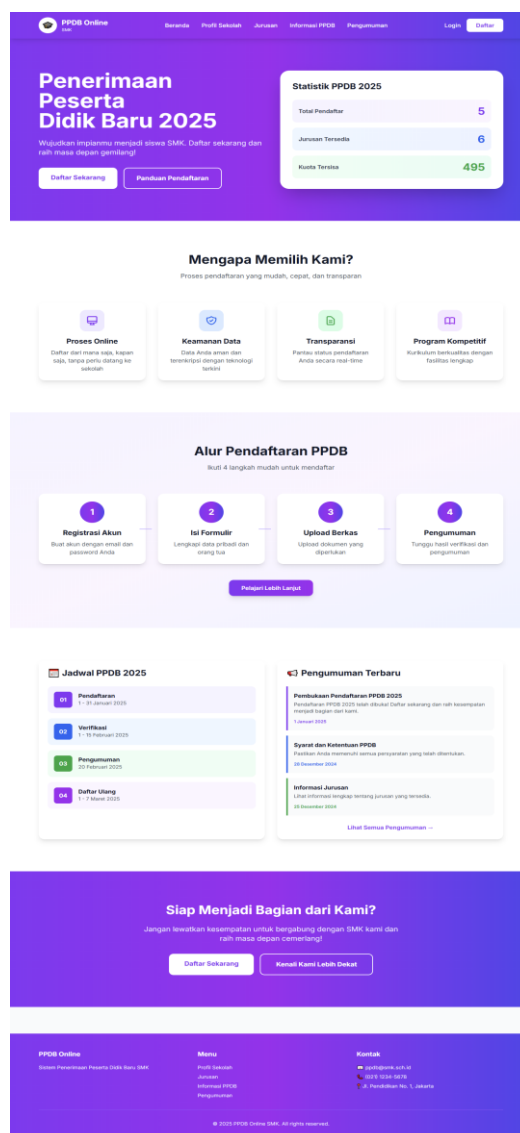 PPDB Online
SMK
Beranda Profil Sekolah Jurusan Informasi PPDB Pengumuman Login Daftar
Penerimaan
Peserta
Didik Baru 2025
Wujudkan impianmu menjadi siswa SMK. Daftar sekarang dan
raih masa depan gemilang!
Daftar Sekarang Panduan Pendaftaran
Statistik PPDB 2025
Total Pendaftar 5
Jurusan Tersedia 6
Kuota Tersisa 495
Mengapa Memilih Kami?
Proses pendaftaran yang mudah, cepat, dan transparan
Proses Online
Daftar dari mana saja, kapan
saja, tanpa perlu datang ke
sekolah
Keamanan Data
Data Anda aman dan
terenkripsi dengan teknologi
terkini
Transparansi
Pantau status pendaftaran
Anda secara real-time
Program Kompetitif
Kurikulum berkualitas dengan
fasilitas lengkap
Alur Pendaftaran PPDB
Ikuti 4 langkah mudah untuk mendaftar
1
Registrasi Akun
Buat akun dengan email dan
password Anda
2
Isi Formulir
Lengkapi data pribadi dan
orang tua
3
Upload Berkas
Upload dokumen yang
diperlukan
4
Pengumuman
Tunggu hasil verifikasi dan
pengumuman
Pelajari Lebih Lanjut
Jadwal PPDB 2025
01 Pendaftaran
1 - 31 Januari 2025
02 Verifikasi
1 - 15 Februari 2025
03 Pengumuman
20 Februari 2025
04 Daftar Ulang
1 - 7 Maret 2025
Pengumuman Terbaru
Pembukaan Pendaftaran PPDB 2025
Pendaftaran PPDB 2025 telah dibuka! Daftar sekarang dan raih kesempatan
menjadi bagian dari kami.
1 Januari 2025
Syarat dan Ketentuan PPDB
Pastikan Anda memenuhi semua persyaratan yang telah ditentukan.
28 Desember 2024
Informasi Jurusan
Lihat informasi lengkap tentang jurusan yang tersedia.
25 Desember 2024
Lihat Semua Pengumuman →
Siap Menjadi Bagian dari Kami?
Jangan lewatkan kesempatan untuk bergabung dengan SMK kami dan
raih masa depan cemerlang!
Daftar Sekarang Kenali Kami Lebih Dekat
PPDB Online
Sistem Penerimaan Peserta Didik Baru SMK
Menu
Profil Sekolah
Jurusan
Informasi PPDB
Pengumuman
Kontak
ppdb@smk.sch.id
1234-5678
Jl. Pendidikan No. 1, Jakarta
© 2025 PPDB Online SMK. All rights reserved.